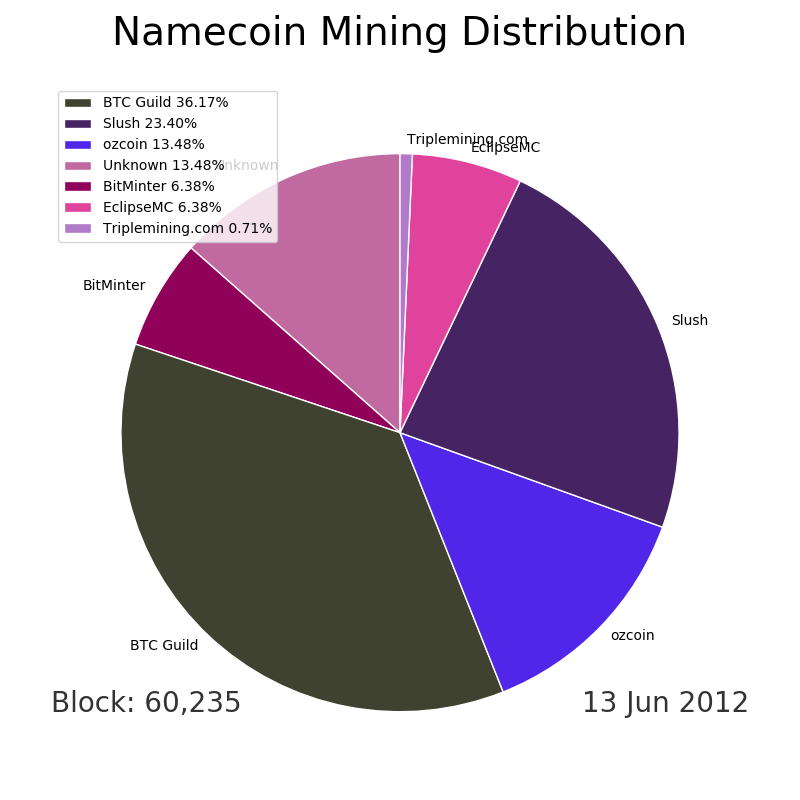 Namecoin Mining Distribution
BTC Guild 36.17%
Slush 23.40%
ozcoin 13.48%
Unknown 13.48%
BitMinter 6.38%
EclipseMC 6.38%
Triplemining.com 0.71%
Triplemining.com
EclipseMC
Unknown
BitMinter
Slush
BTC Guild
ozcoin
Block: 60,235
13 Jun 2012